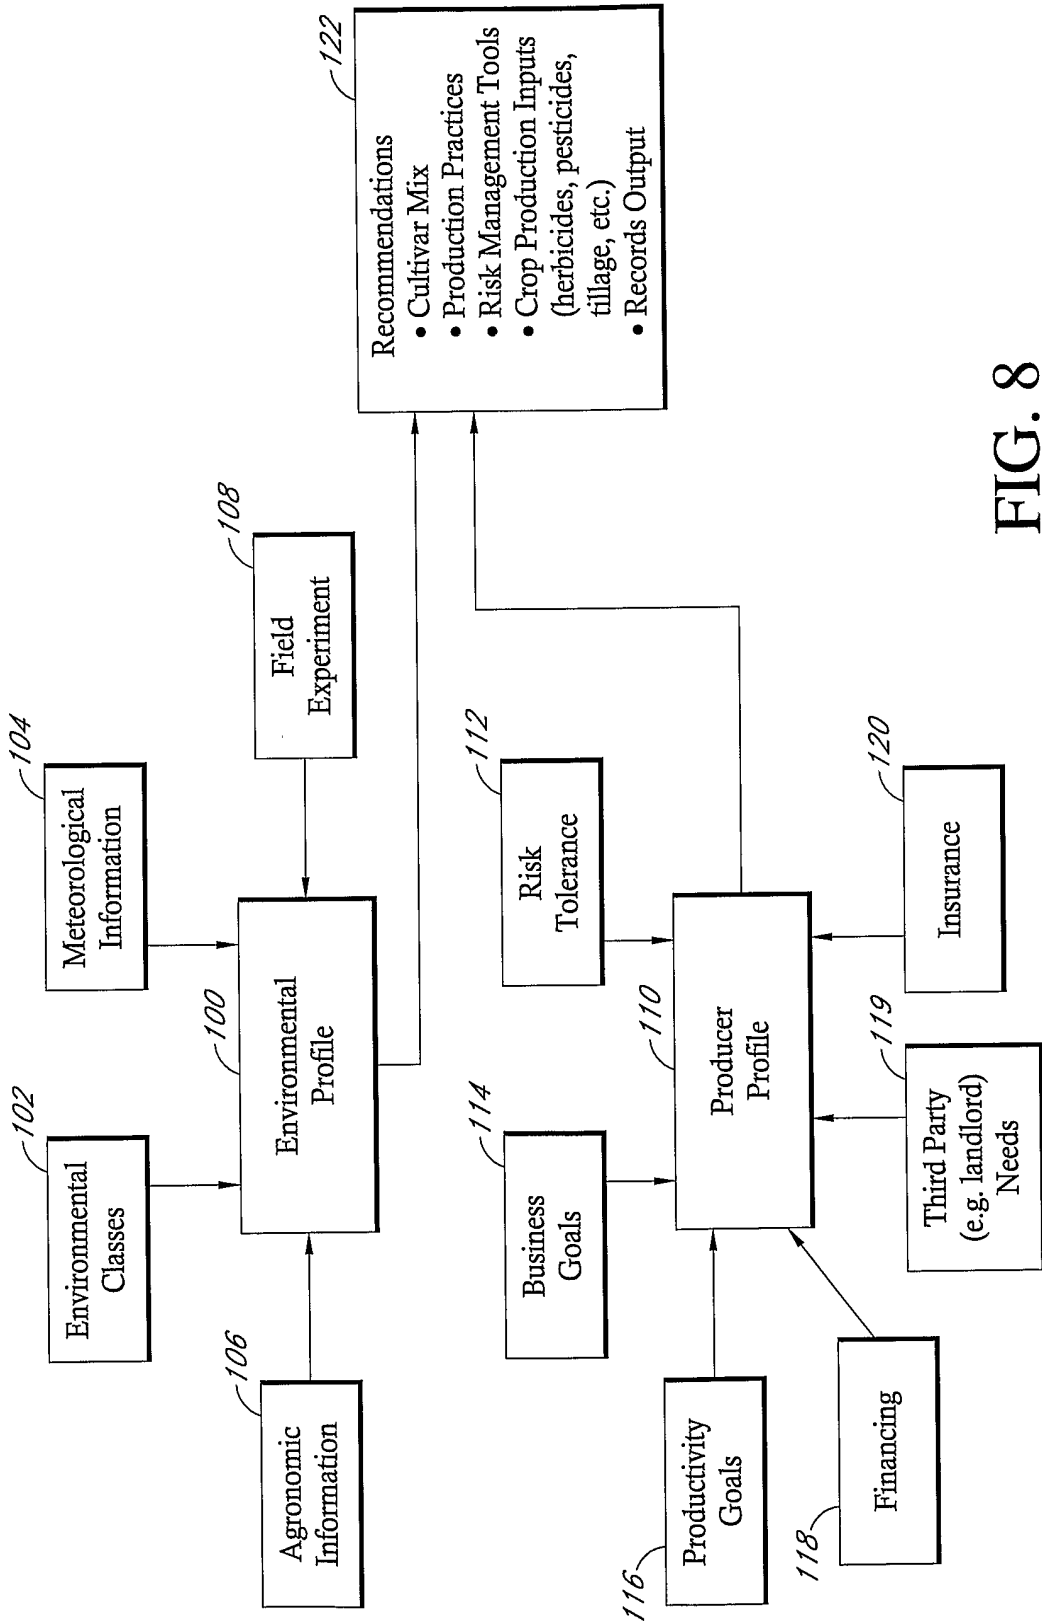 102
Environmental
Classes
104
Meteorological
Information
106
Agronomic
Information
100
Environmental
Profile
108
Field
Experiment
122
Recommendations
• Cultivar Mix
• Production Practices
• Risk Management Tools
• Crop Production Inputs
(herbicides, pesticides,
tillage, etc.)
• Records Output
114
Business
Goals
112
Risk
Tolerance
116
Productivity
Goals
110
Producer
Profile
118
Financing
119
Third Party
(e.g. landlord)
Needs
120
Insurance
FIG. 8